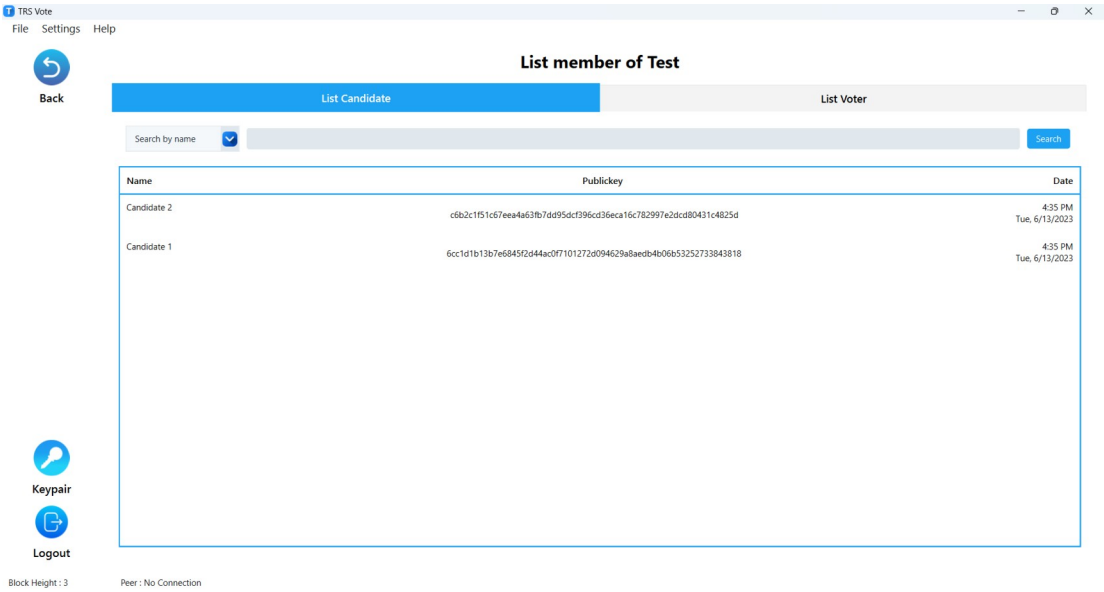 TRS Vote
File Settings Help
Back
List member of Test
List Candidate List Voter
Search by name Search
Name Publickey Date
Candidate 2 c6b2c1f51c67eea4a63fb7dd95dcf396cd36eca16c782997e2dcd80431c4825d 4:35 PM
Tue, 6/13/2023
Candidate 1 6cc1d1b13b7e6845f2d44ac0f7101272d094629a8aedb4b06b53252733843818 4:35 PM
Tue, 6/13/2023
Keypair
Logout
Block Height : 3 Peer : No Connection